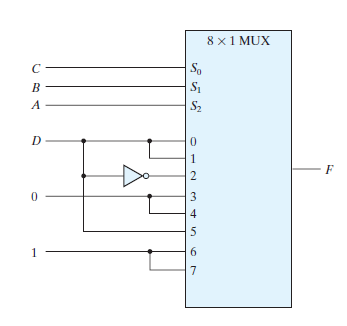 8 × 1 MUX
C S₀
B S₁
A S₂
D 0
1
2
0 3
4
5
1 6
7
F